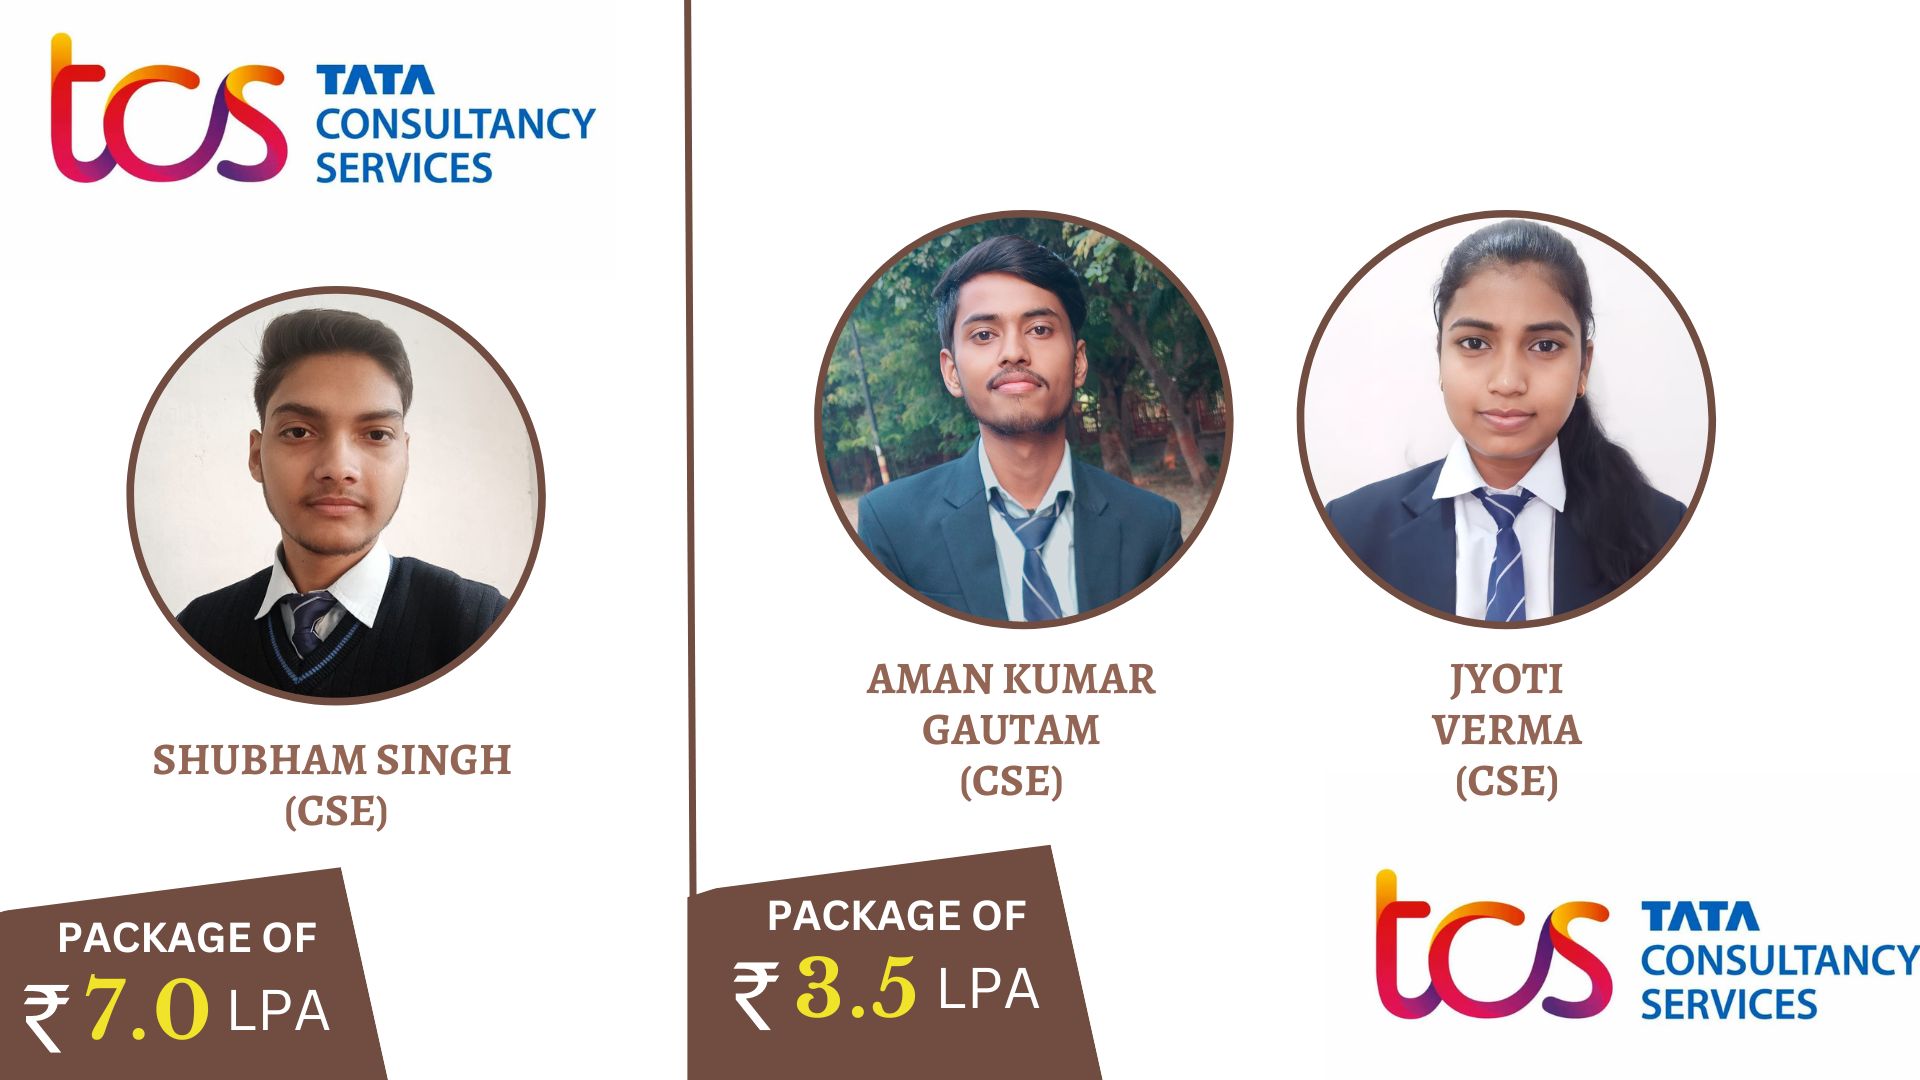 tcs
TATA
CONSULTANCY
SERVICES
SHUBHAM SINGH
(CSE)
PACKAGE OF
₹ 7.0 LPA
AMAN KUMAR
GAUTAM
(CSE)
JYOTI
VERMA
(CSE)
PACKAGE OF
₹ 3.5 LPA
tcs
TATA
CONSULTANCY
SERVICES